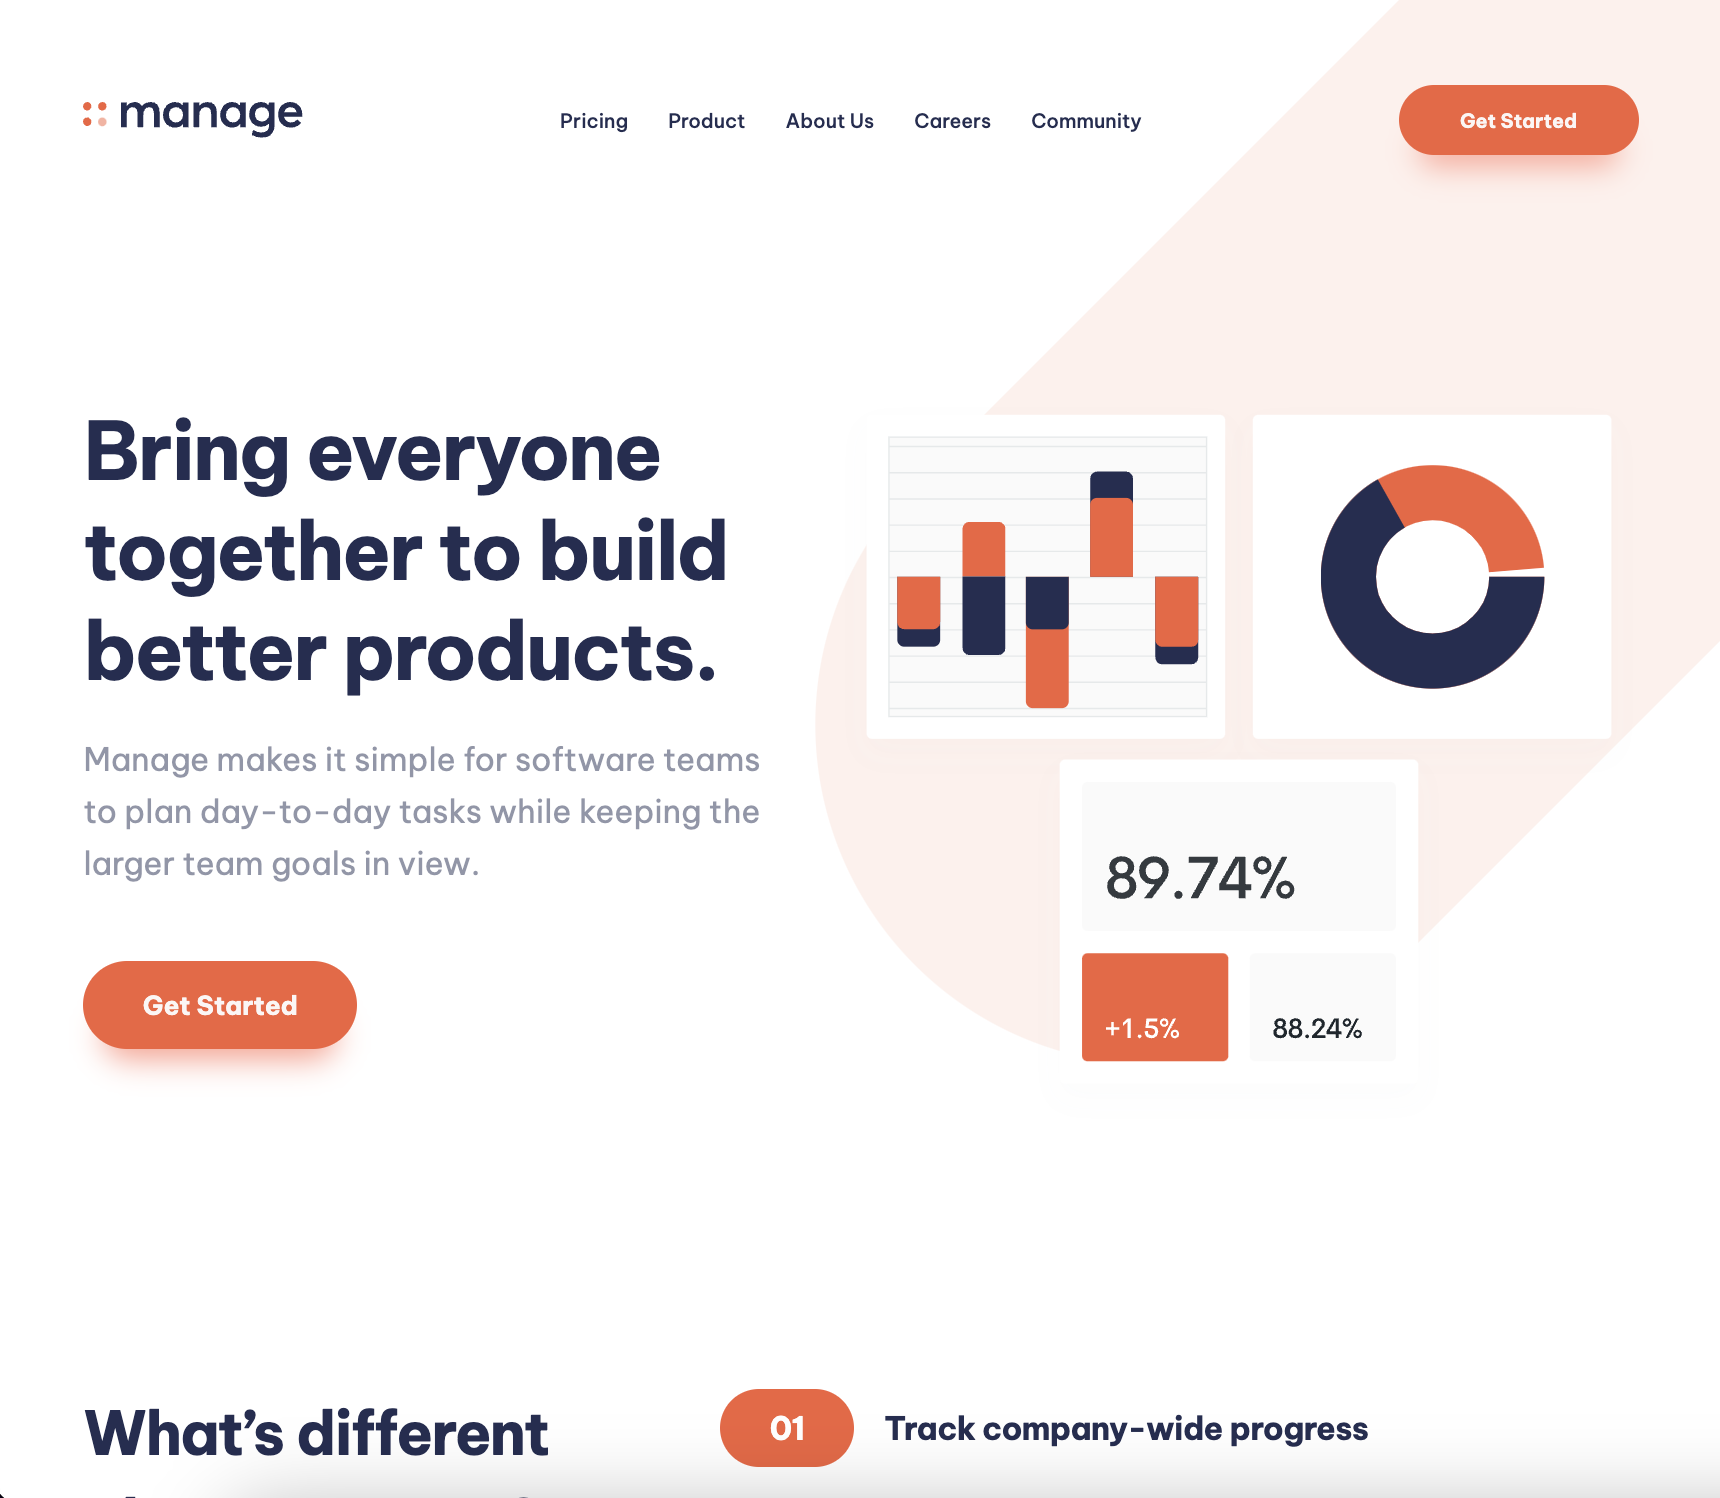 manage
Pricing Product About Us Careers Community
Get Started
Bring everyone
together to build
better products.
Manage makes it simple for software teams
to plan day-to-day tasks while keeping the
larger team goals in view.
Get Started
89.74%
+1.5% 88.24%
What’s different
01 Track company-wide progress